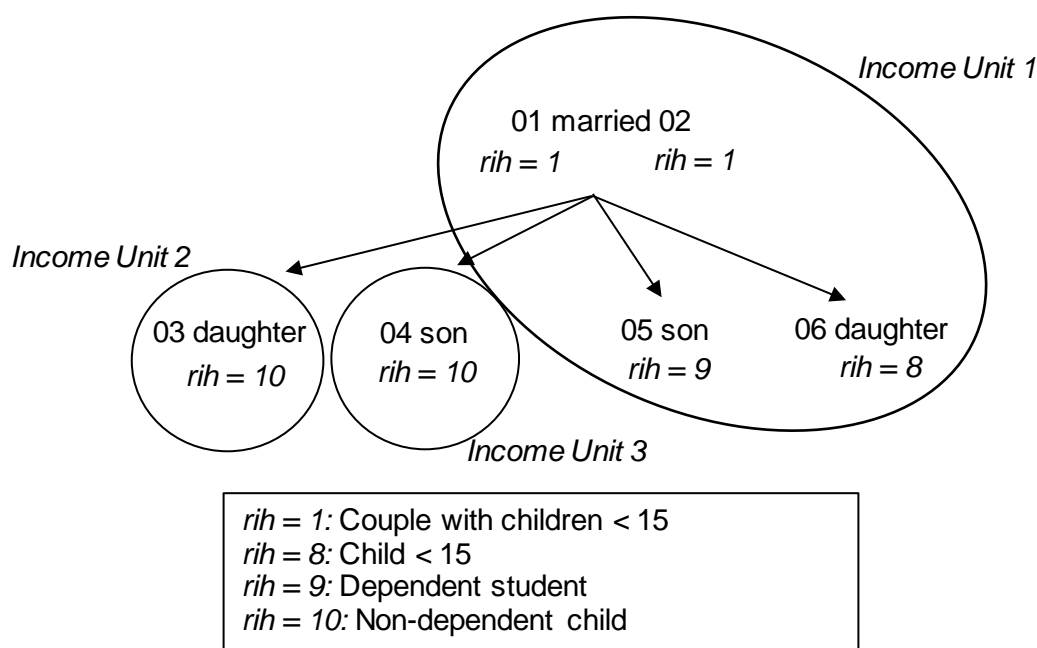 Income Unit 1
01 married 02
rih = 1 rih = 1
Income Unit 2
03 daughter
rih = 10
04 son
rih = 10
05 son
rih = 9
06 daughter
rih = 8
Income Unit 3
rih = 1: Couple with children < 15
rih = 8: Child < 15
rih = 9: Dependent student
rih = 10: Non-dependent child